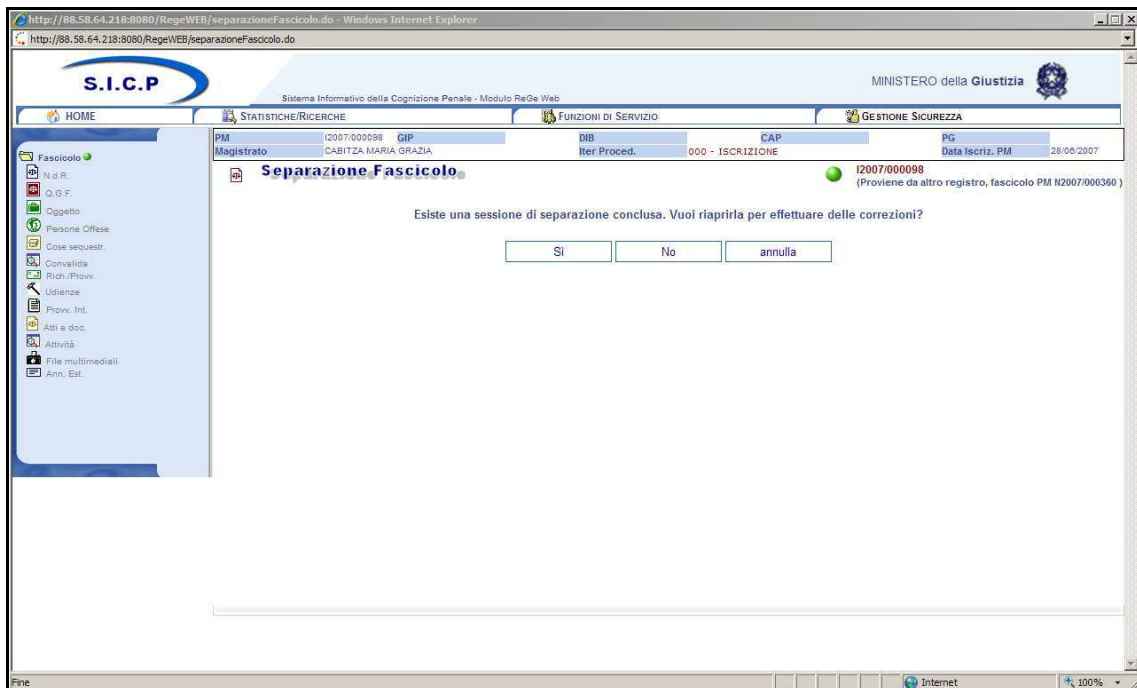 http://88.58.64.218:8080/RegeWEB/separazioneFascicolo.do - Windows Internet Explorer
http://88.58.64.218:8080/RegeWEB/separazioneFascicolo.do
S.I.C.P
Sistema Informativo della Cognizione Penale - Modulo ReGe Web
MINISTERO della Giustizia
HOME STATISTICHE/RICERCHE FUNZIONI DI SERVIZIO GESTIONE SICUREZZA
PM I2007/000098 GIP DIB CAP PG
Magistrato CABITZA MARIA GRAZIA Iter Proced. 000 - ISCRIZIONE Data Iscriz. PM 28/06/2007
Fascicolo
N.d.R.
Q.G.F.
Oggetto
Persone Offese
Cose sequestr.
Convalida
Rich./Provv.
Udienze
Provv. Int.
Atti e doc.
Attività
File multimediali
Ann. Est.
Separazione Fascicolo
I2007/000098
(Proviene da altro registro, fascicolo PM N2007/000360 )
Esiste una sessione di separazione conclusa. Vuoi riaprirla per effettuare delle correzioni?
Sì No annulla
Fine Internet 100%